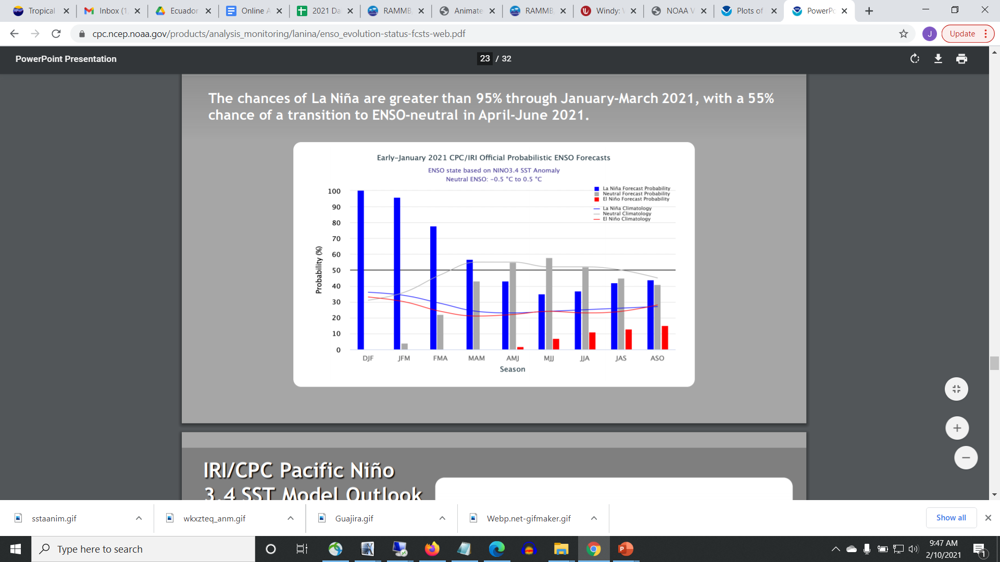 Tropical
Inbox (1
Ecuador
Online A
2021 Da
RAMMB
Animate
RAMMB
Windy: W
NOAA V
Plots of
PowerPo
cpc.ncep.noaa.gov/products/analysis_monitoring/lanina/enso_evolution-status-fcsts-web.pdf
J
Update
PowerPoint Presentation
23 / 32
The chances of La Niña are greater than 95% through January-March 2021, with a 55%
chance of a transition to ENSO-neutral in April-June 2021.
Early-January 2021 CPC/IRI Official Probabilistic ENSO Forecasts
ENSO state based on NINO3.4 SST Anomaly
Neutral ENSO: -0.5 °C to 0.5 °C
La Niña Forecast Probability
Neutral Forecast Probability
El Niño Forecast Probability
La Niña Climatology
Neutral Climatology
El Niño Climatology
Probability (%)
100
90
80
70
60
50
40
30
20
10
0
DJF JFM FMA MAM AMJ MJJ JJA JAS ASO
Season
IRI/CPC Pacific Niño
3.4 SST Model Outlook
sstaanim.gif
wkxzteq_anm.gif
Guajira.gif
Webp.net-gifmaker.gif
Show all
Type here to search
9:47 AM
2/10/2021
1